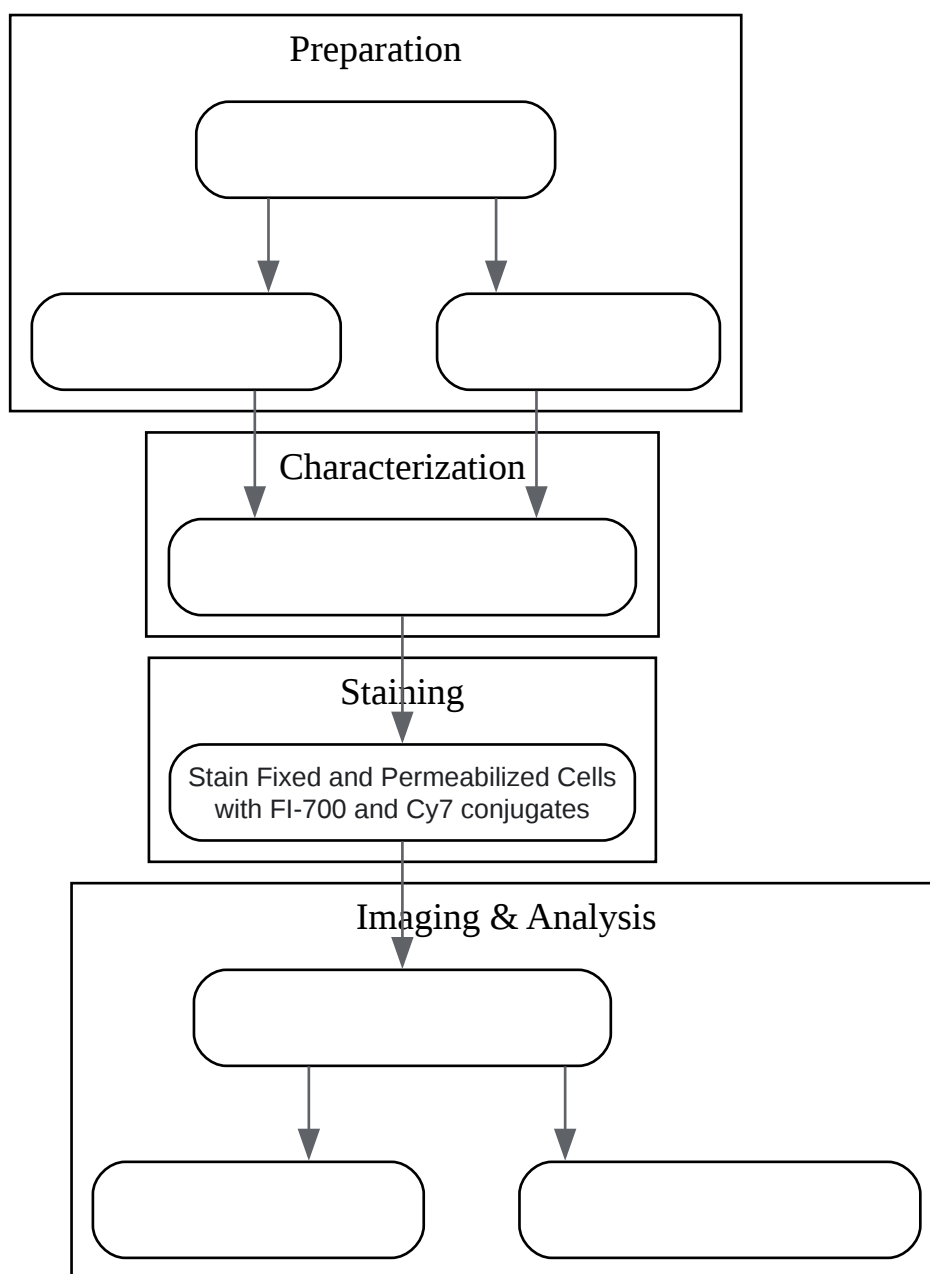 Preparation
Characterization
Staining
Stain Fixed and Permeabilized Cells
with FI-700 and Cy7 conjugates
Imaging & Analysis